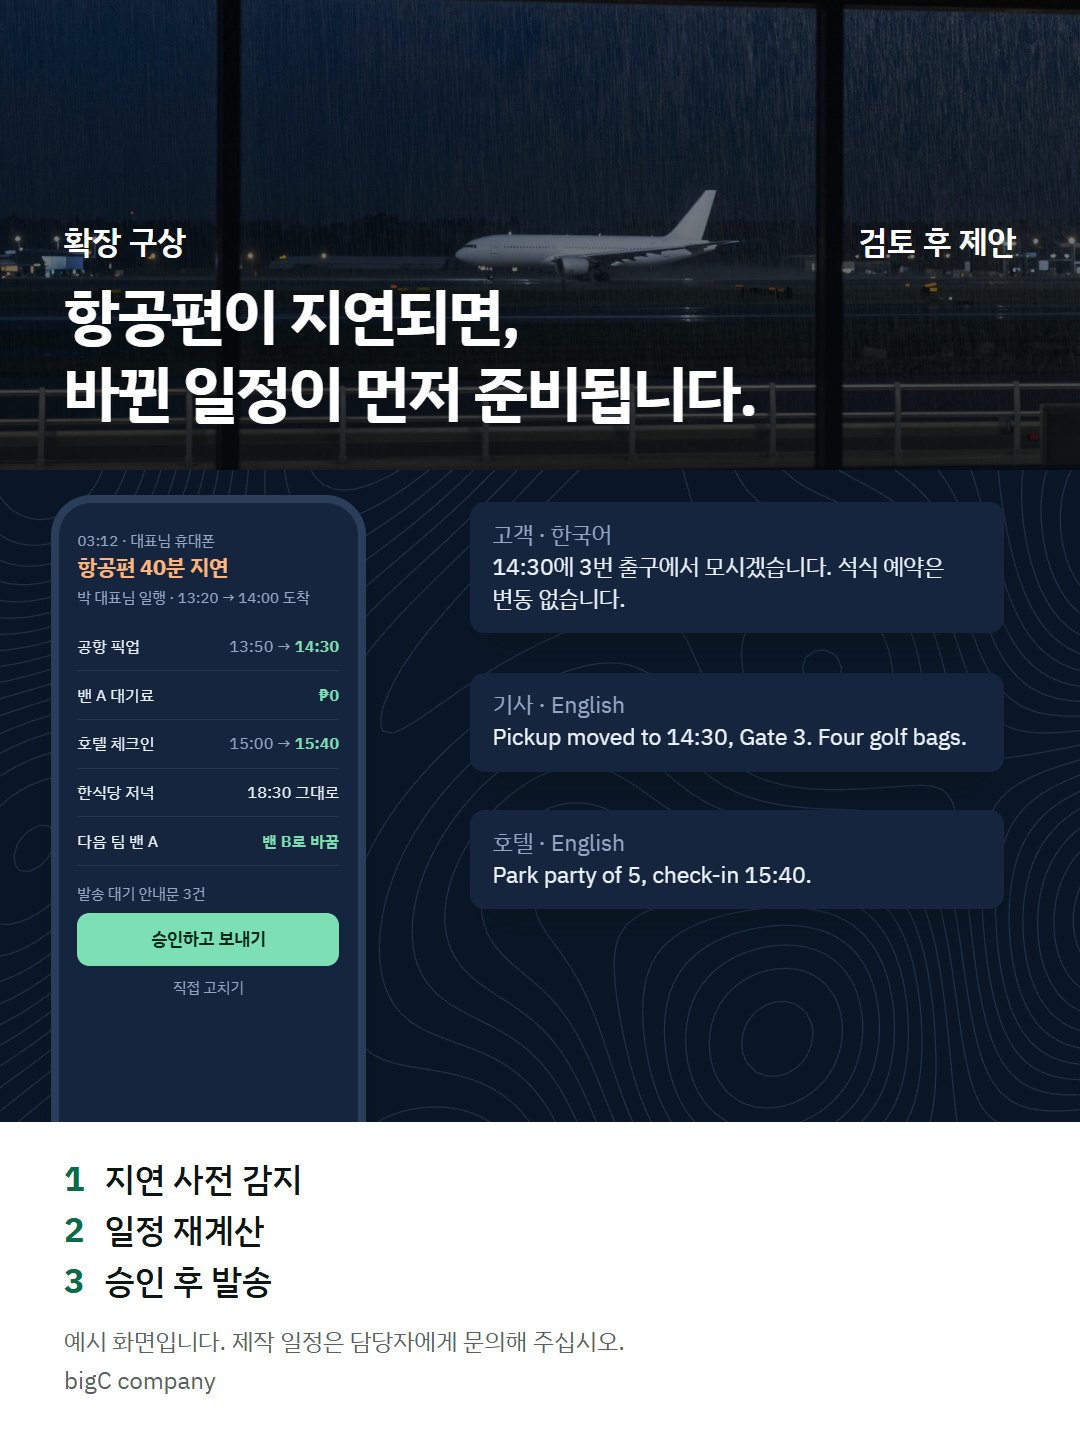 확장 구상
검토 후 제안
항공편이 지연되면,
바뀐 일정이 먼저 준비됩니다.
03:12 · 대표님 휴대폰
항공편 40분 지연
박 대표님 일행 · 13:20 → 14:00 도착
공항 픽업 13:50 → 14:30
밴 A 대기료 ₱0
호텔 체크인 15:00 → 15:40
한식당 저녁 18:30 그대로
다음 팀 밴 A 밴 B로 바꿈
발송 대기 안내문 3건
승인하고 보내기
직접 고치기
고객 · 한국어
14:30에 3번 출구에서 모시겠습니다. 석식 예약은
변동 없습니다.
기사 · English
Pickup moved to 14:30, Gate 3. Four golf bags.
호텔 · English
Park party of 5, check-in 15:40.
1 지연 사전 감지
2 일정 재계산
3 승인 후 발송
예시 화면입니다. 제작 일정은 담당자에게 문의해 주십시오.
bigC company